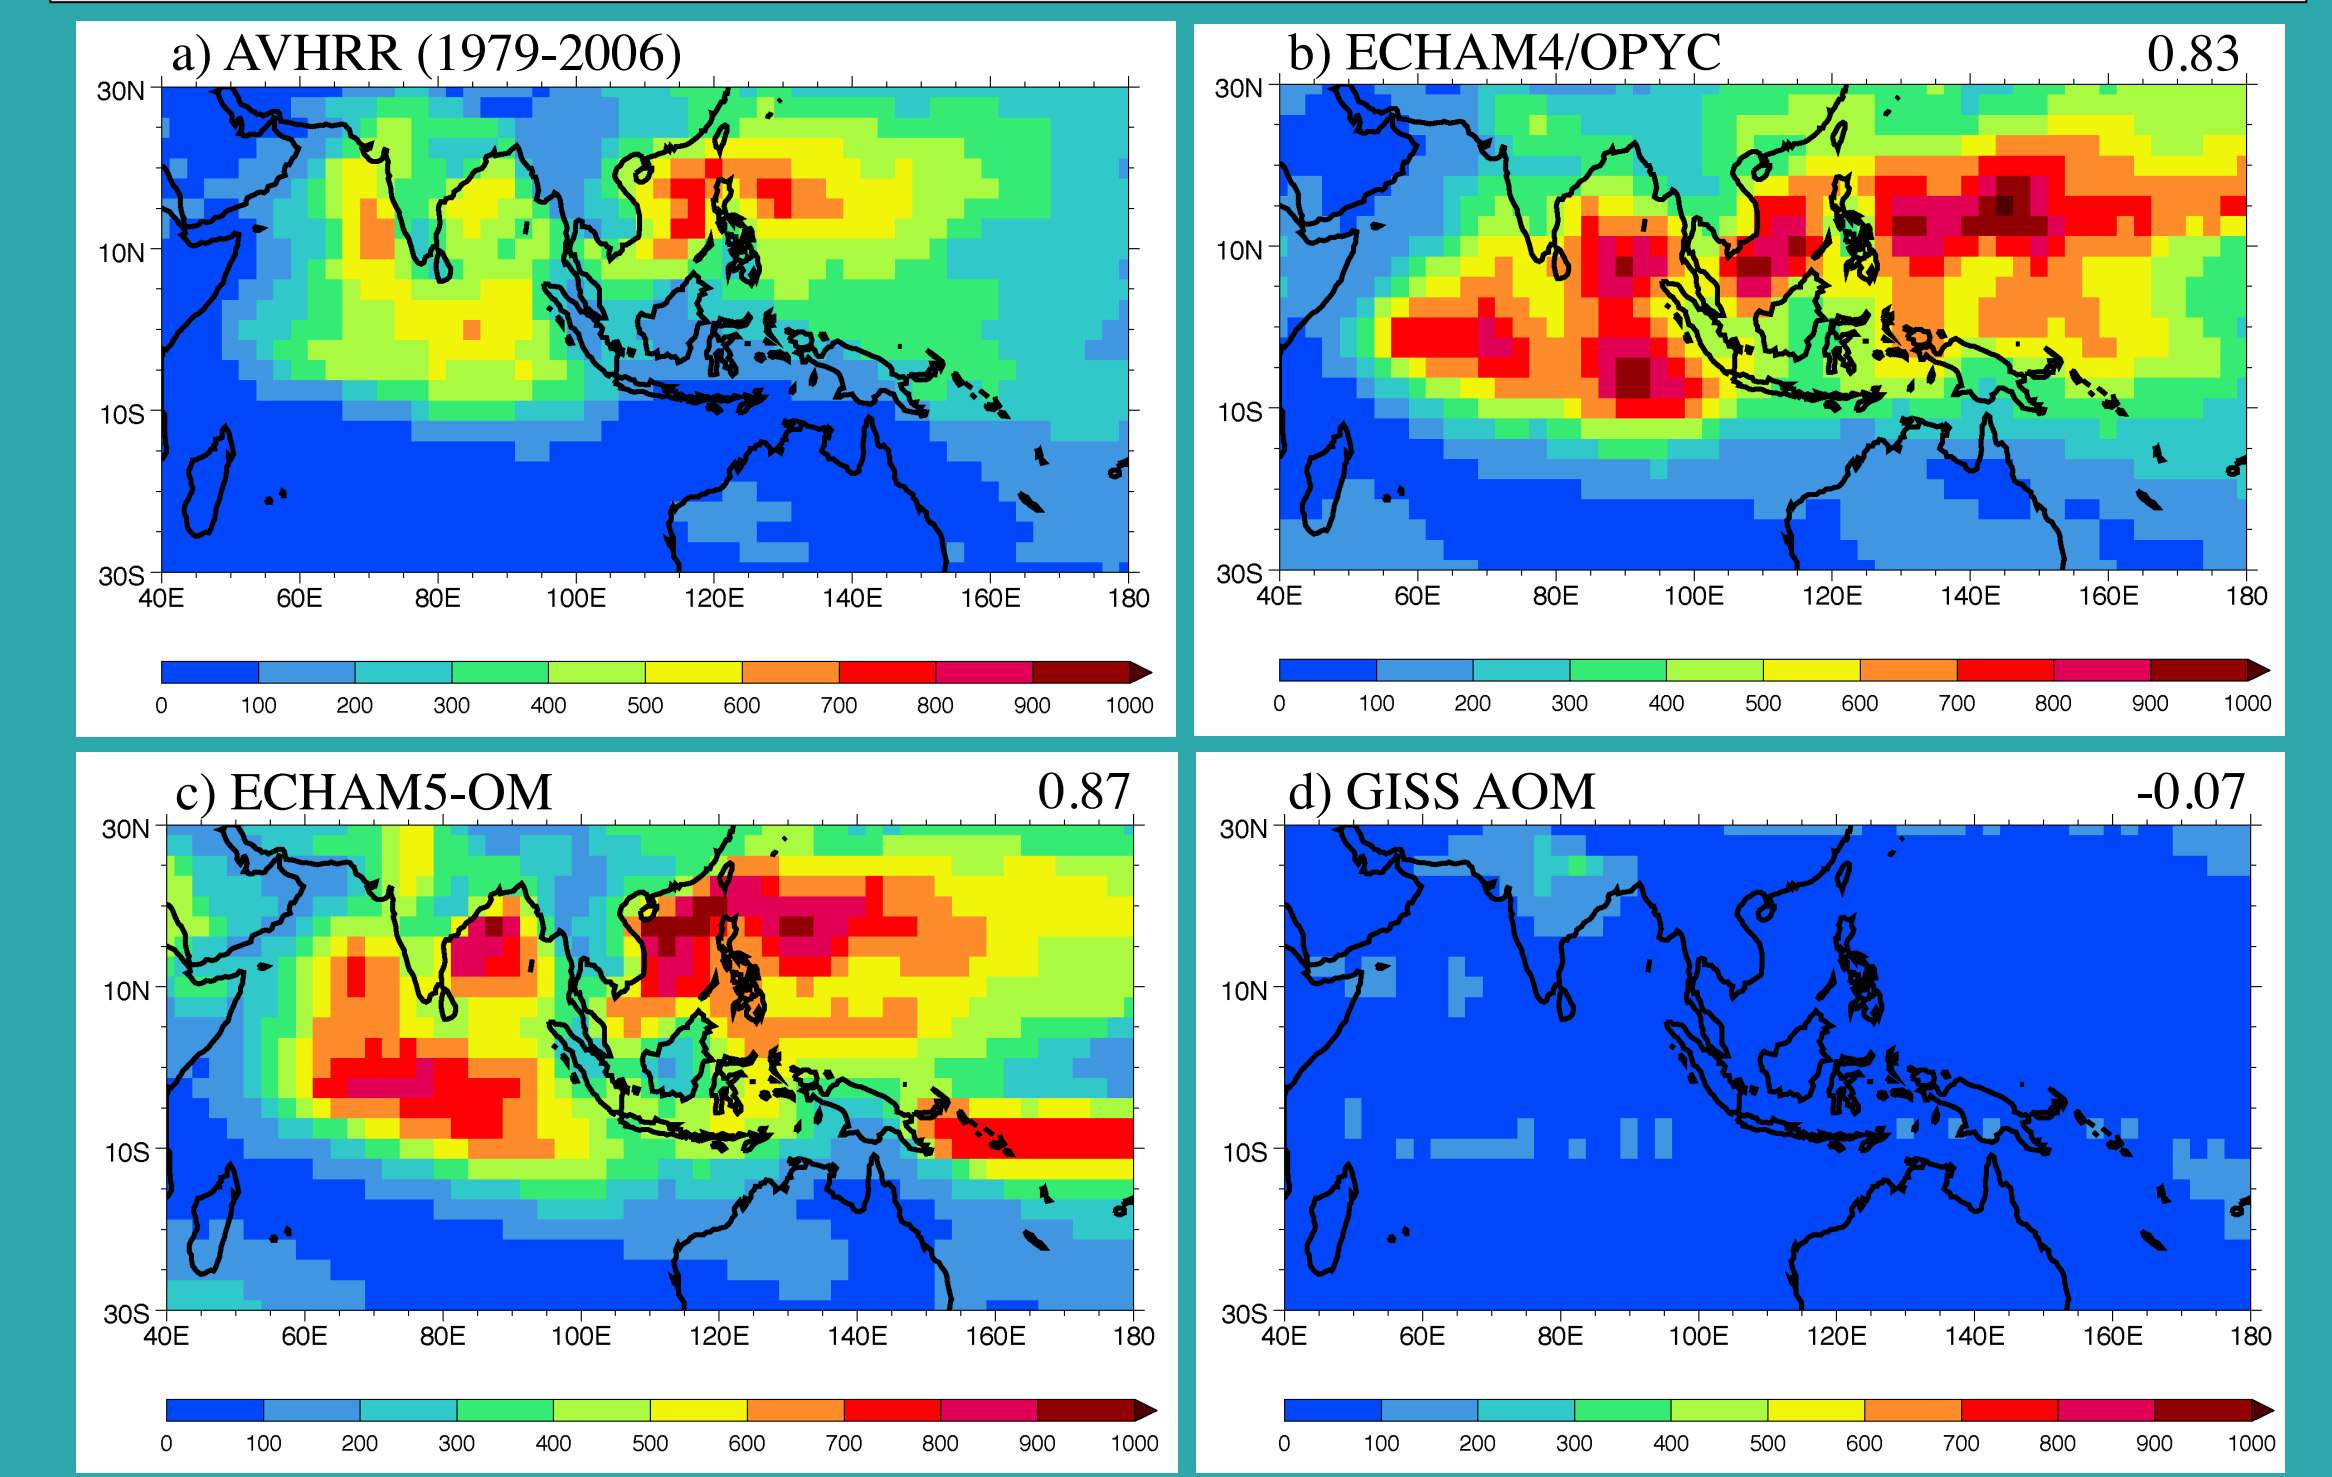 a) AVHRR (1979-2006)
30N
10N
10S
30S
40E 60E 80E 100E 120E 140E 160E 180
0 100 200 300 400 500 600 700 800 900 1000
b) ECHAM4/OPYC 0.83
30N
10N
10S
30S
40E 60E 80E 100E 120E 140E 160E 180
0 100 200 300 400 500 600 700 800 900 1000
c) ECHAM5-OM 0.87
30N
10N
10S
30S
40E 60E 80E 100E 120E 140E 160E 180
0 100 200 300 400 500 600 700 800 900 1000
d) GISS AOM -0.07
30N
10N
10S
30S
40E 60E 80E 100E 120E 140E 160E 180
0 100 200 300 400 500 600 700 800 900 1000